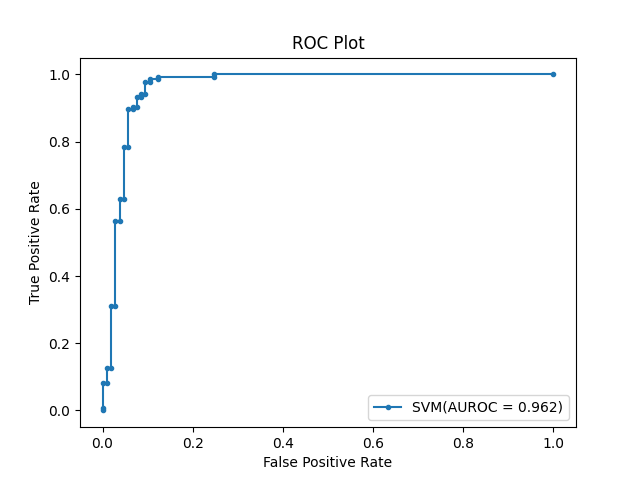 ROC Plot
True Positive Rate
1.0
0.8
0.6
0.4
0.2
0.0
SVM(AUROC = 0.962)
0.0 0.2 0.4 0.6 0.8 1.0
False Positive Rate